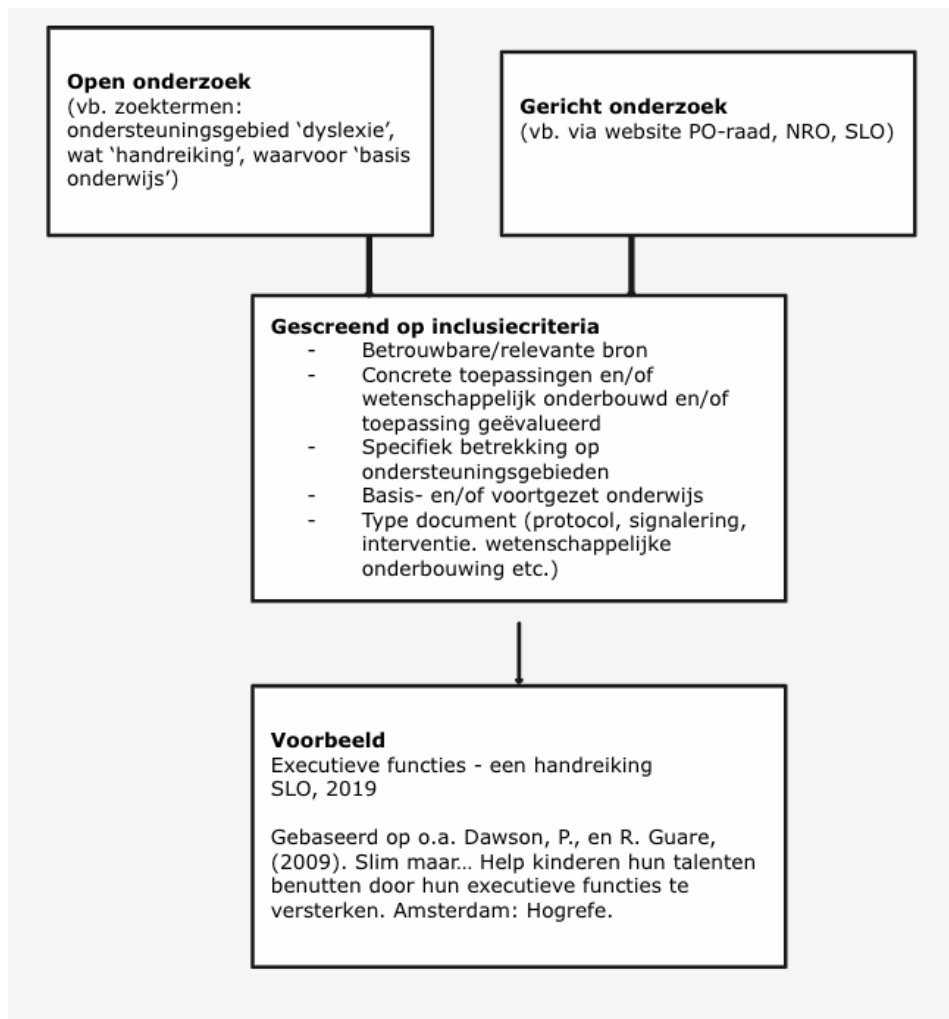 Open onderzoek
(vb. zoektermen:
ondersteuningsgebied ‘dyslexie’,
wat ‘handreiking’, waarvoor ‘basis
onderwijs’)
Gericht onderzoek
(vb. via website PO-raad, NRO, SLO)
Gescreend op inclusiecriteria
- Betrouwbare/relevante bron
- Concrete toepassingen en/of
wetenschappelijk onderbouwd en/of
toepassing geëvalueerd
- Specifiek betrekking op
ondersteuningsgebieden
- Basis- en/of voortgezet onderwijs
- Type document (protocol, signalering,
interventie. wetenschappelijke
onderbouwing etc.)
Voorbeeld
Executieve functies - een handreiking
SLO, 2019
Gebaseerd op o.a. Dawson, P., en R. Guare,
(2009). Slim maar… Help kinderen hun talenten
benutten door hun executieve functies te
versterken. Amsterdam: Hogrefe.